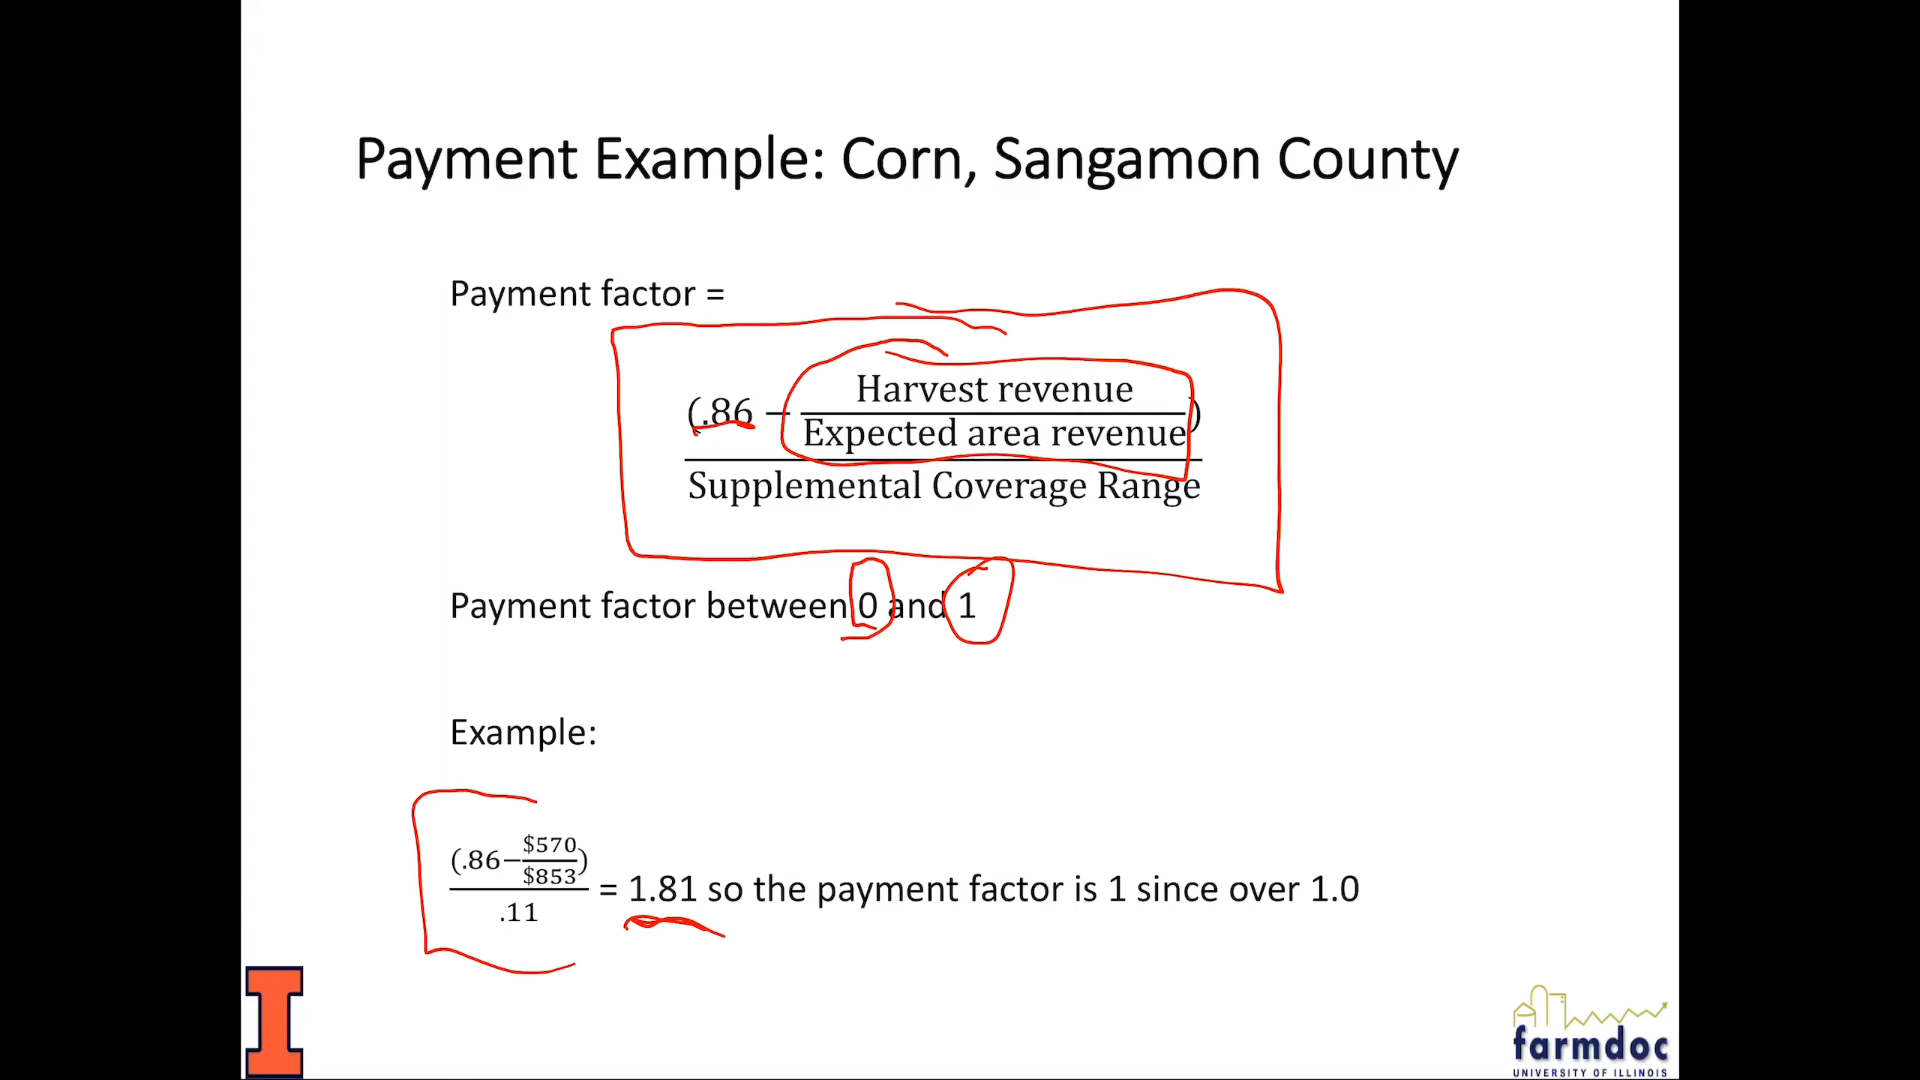 Payment Example: Corn, Sangamon County
Payment factor =
(.86 − Harvest revenue / Expected area revenue)
Supplemental Coverage Range
Payment factor between 0 and 1
Example:
(.86−$570/$853)
.11
= 1.81 so the payment factor is 1 since over 1.0
I
farmdoc
UNIVERSITY OF ILLINOIS